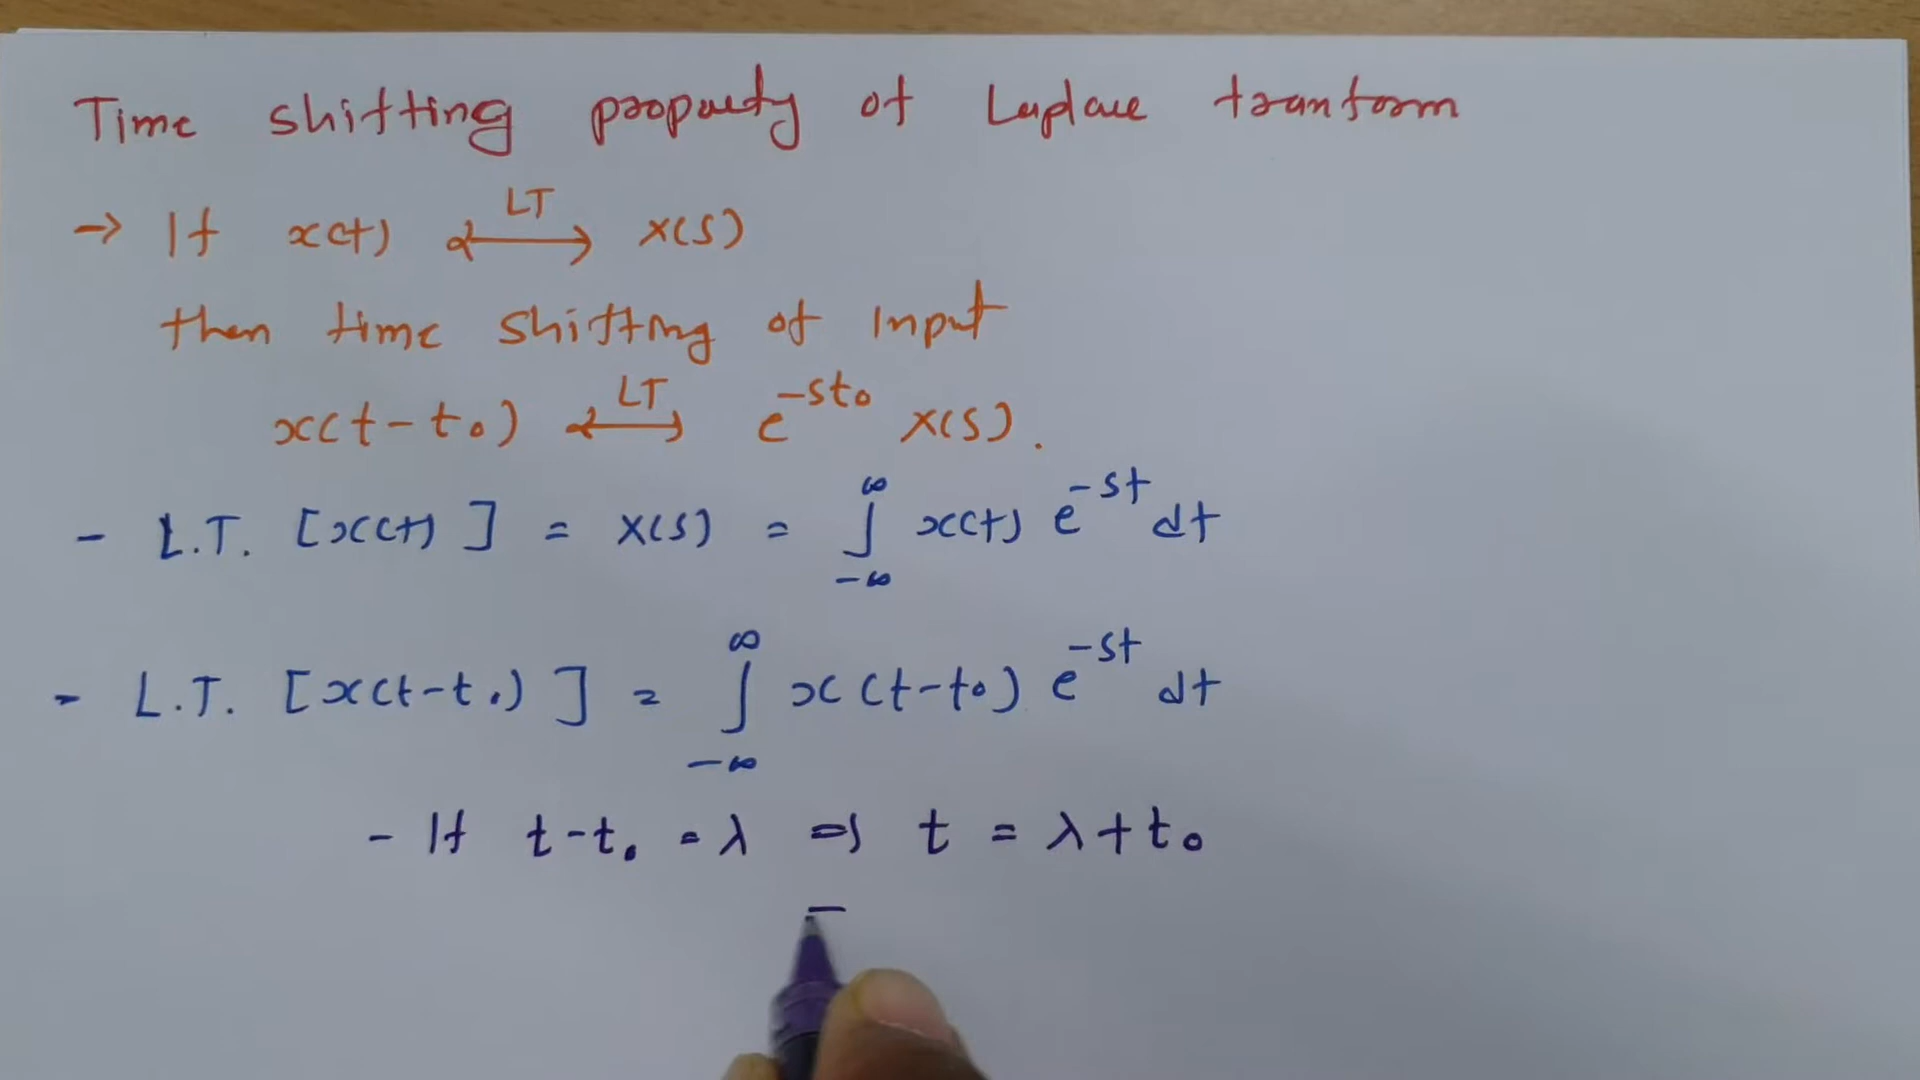 Time shifting property of Laplace tranform
→ If x(t) ⟷ LT X(s)
then time shifting of input
x(t-t₀) ⟷ LT e^{-st₀} X(s).
- L.T. [x(t)] = X(s) = ∫_{-∞}^{∞} x(t) e^{-st} dt
- L.T. [x(t-t₀)] = ∫_{-∞}^{∞} x(t-t₀) e^{-st} dt
- If t-t₀ = λ ⇒ t = λ+t₀